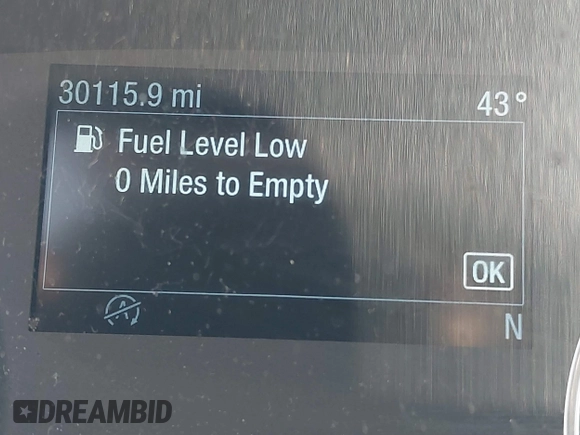 30115.9 mi 43°
Fuel Level Low
0 Miles to Empty
OK
N
DREAMBID